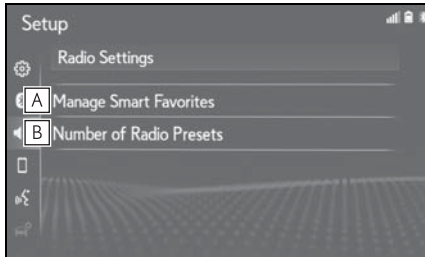 Setup
Radio Settings
A Manage Smart Favorites
B Number of Radio Presets